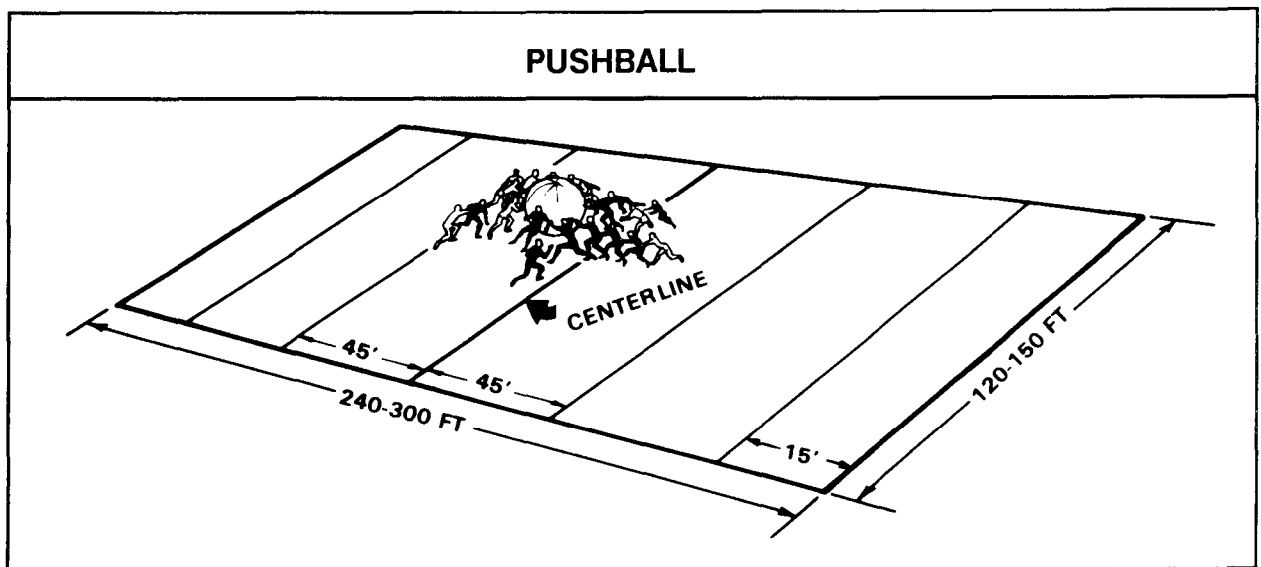 PUSHBALL
CENTERLINE
45'
45'
240-300 FT
15'
120-150 FT